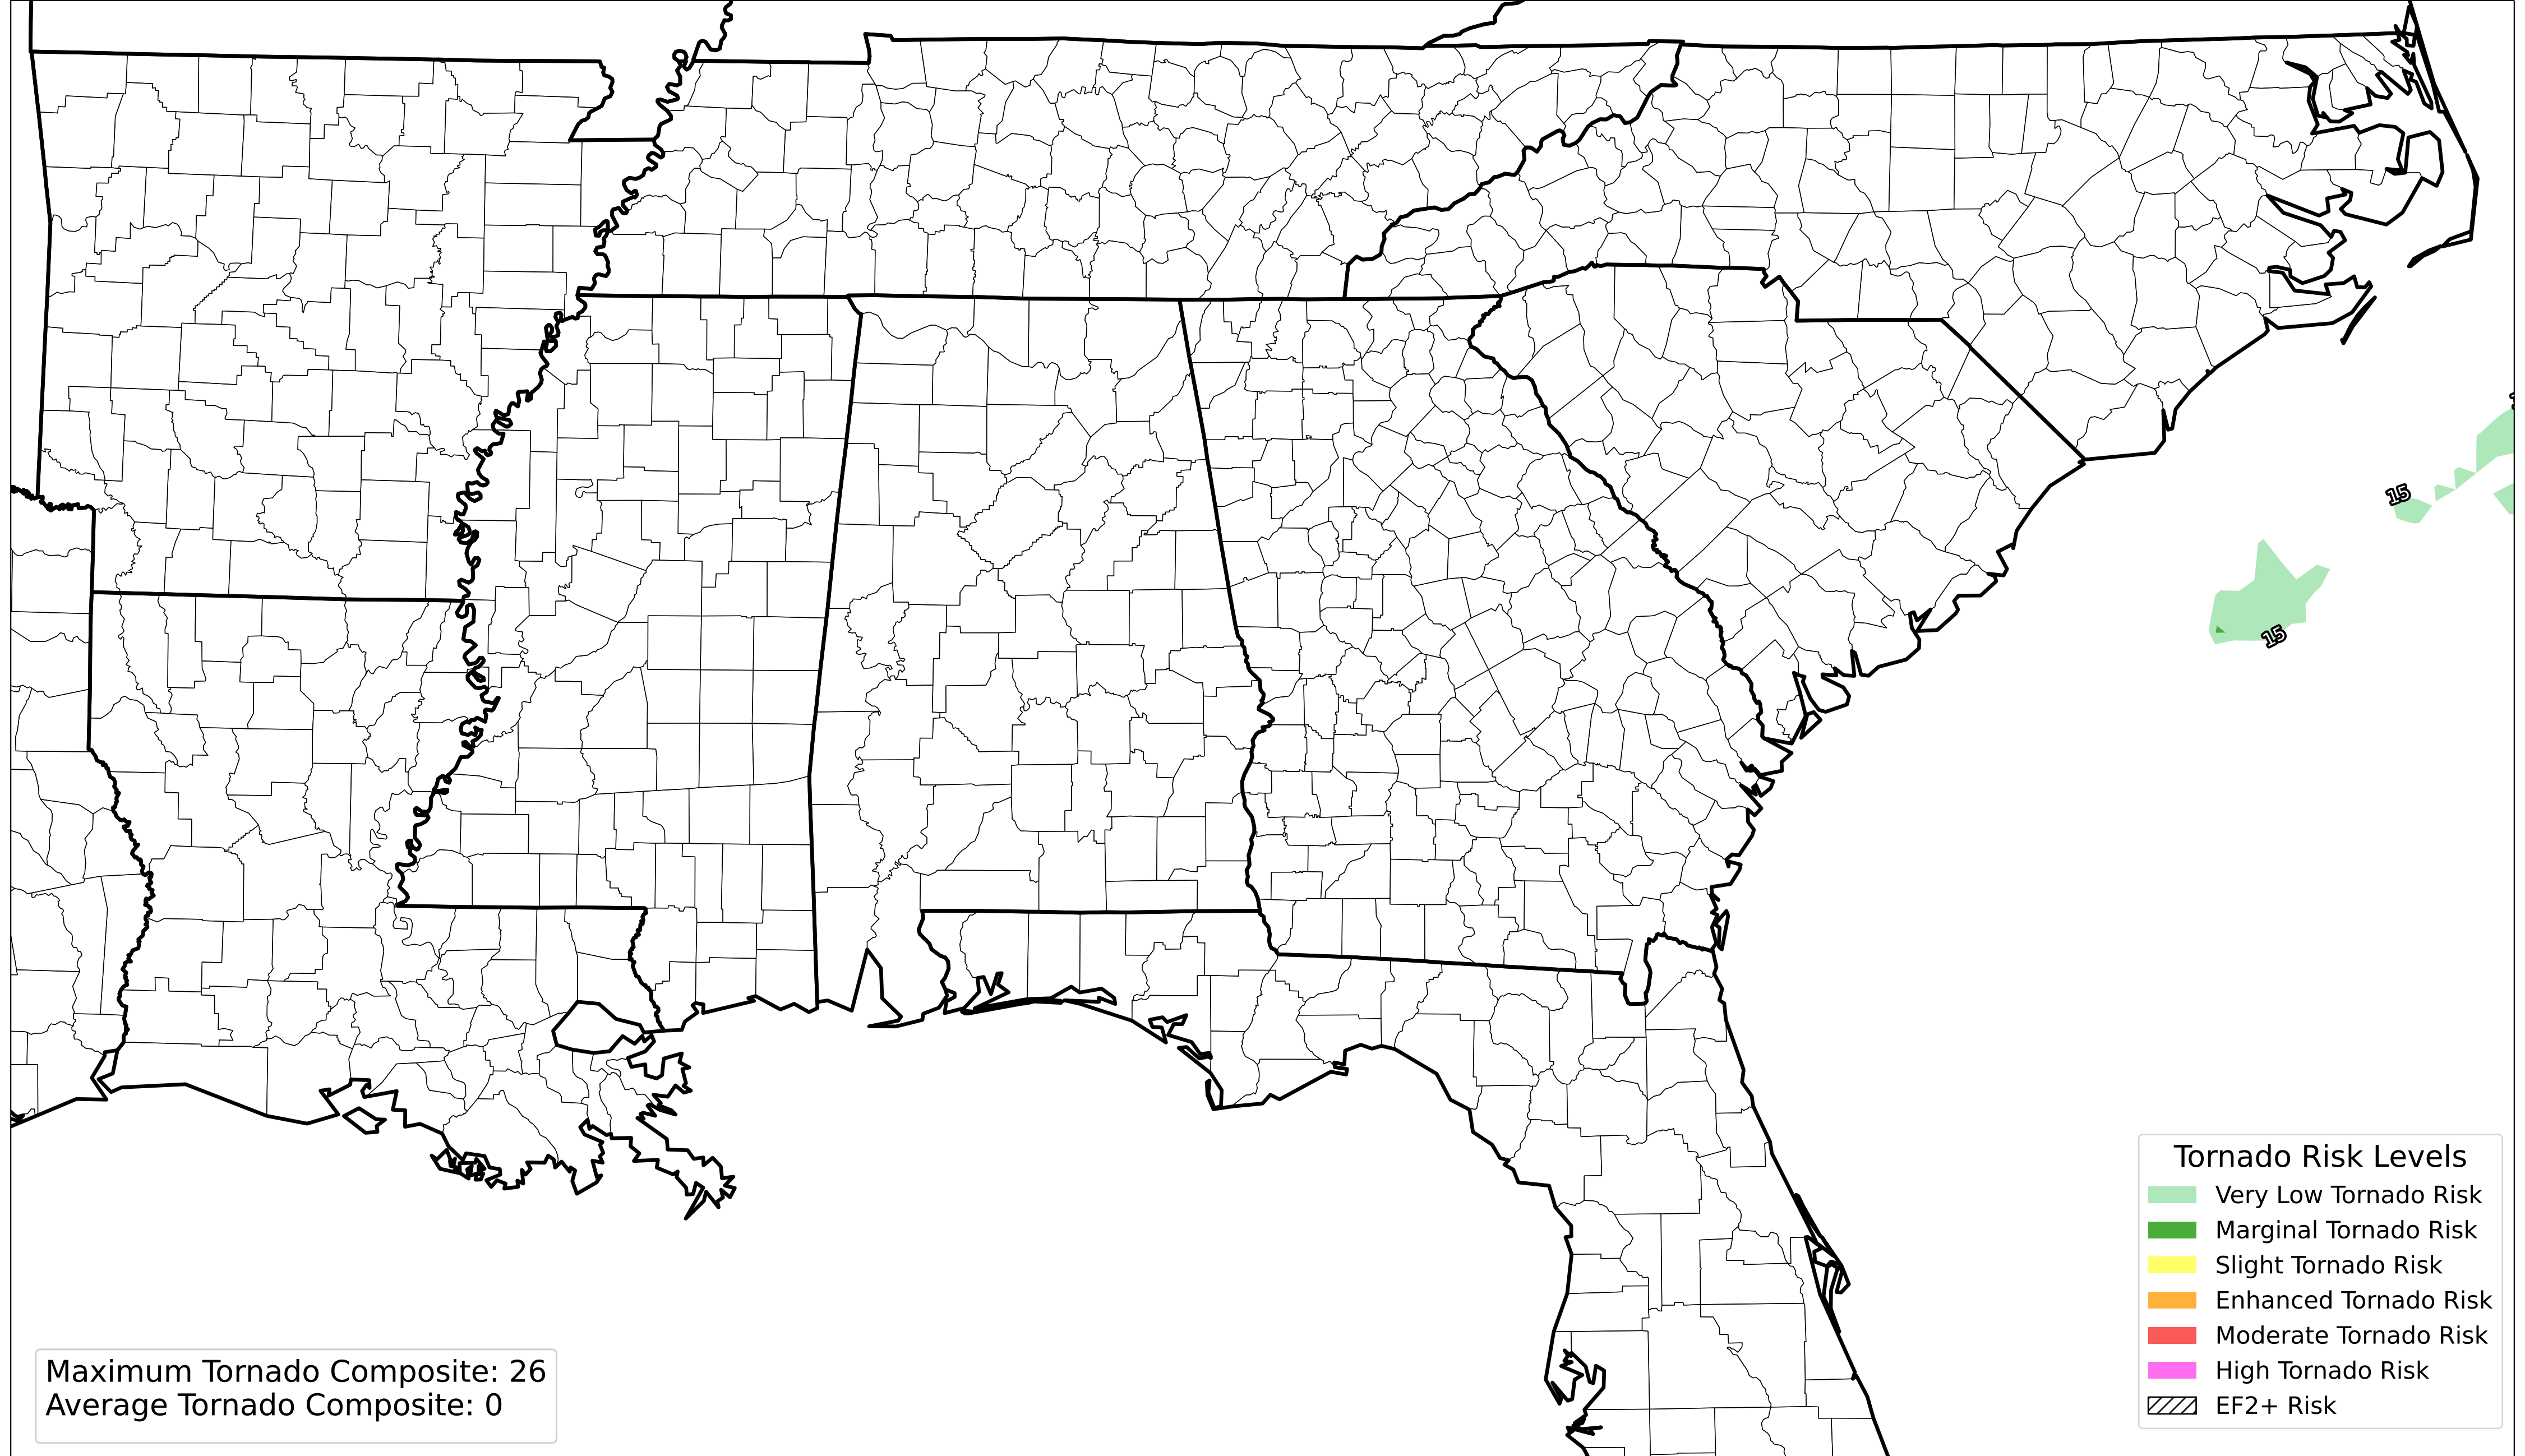 15
15
Tornado Risk Levels
Very Low Tornado Risk
Marginal Tornado Risk
Slight Tornado Risk
Enhanced Tornado Risk
Moderate Tornado Risk
High Tornado Risk
EF2+ Risk
Maximum Tornado Composite: 26
Average Tornado Composite: 0